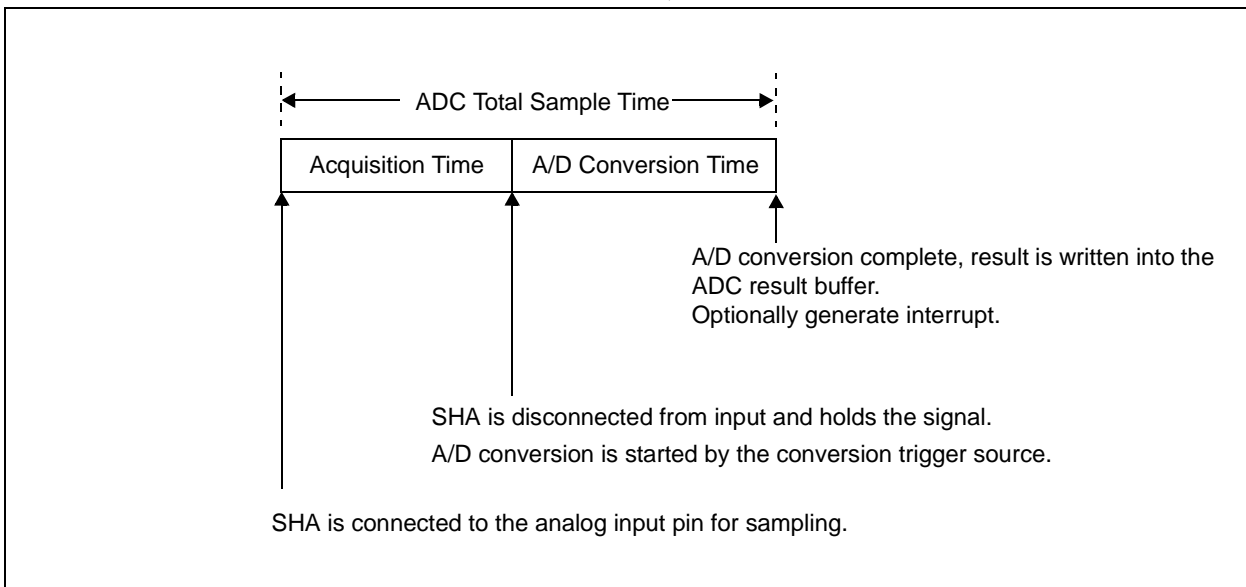 ADC Total Sample Time
Acquisition Time
A/D Conversion Time
A/D conversion complete, result is written into the
ADC result buffer.
Optionally generate interrupt.
SHA is disconnected from input and holds the signal.
A/D conversion is started by the conversion trigger source.
SHA is connected to the analog input pin for sampling.